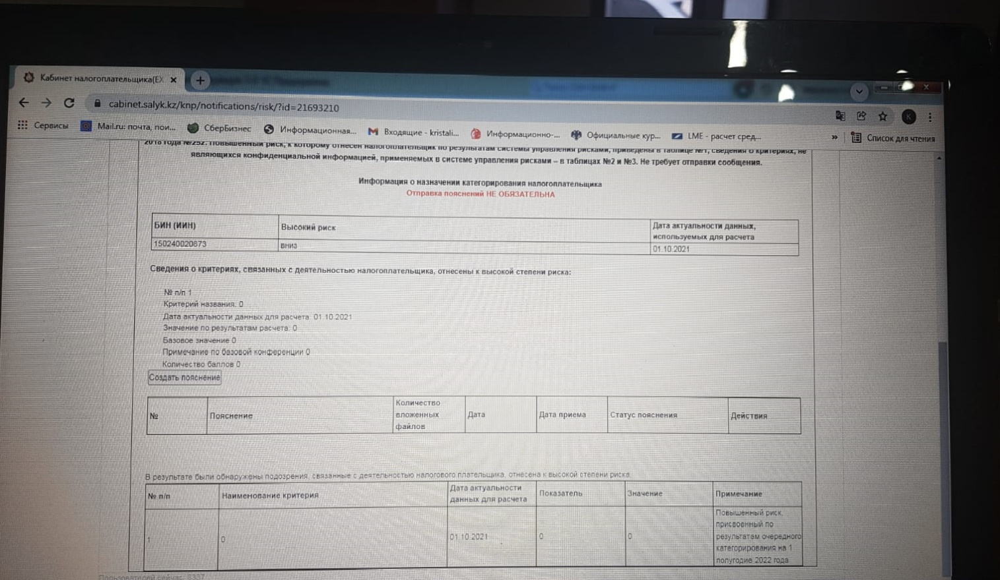 Кабинет налогоплательщика(EX
cabinet.salyk.kz/knp/notifications/risk/?id=21693210
Сервисы
Mail.ru: почта, пои...
СберБизнес
Информационная...
Входящие - kristali...
Информационно-...
Официальные кур...
LME - расчет сред...
»
Список для чтения
K
2018 года №252. Повышенный риск, к которому отнесен налогоплательщик по результатам системы управления рисками, приведены в таблице №1, сведения о критериях, не
являющихся конфиденциальной информацией, применяемых в системе управления рисками – в таблицах №2 и №3. Не требует отправки сообщения.
Информация о назначении категорирования налогоплательщика
Отправка пояснений НЕ ОБЯЗАТЕЛЬНА
БИН (ИИН)
Высокий риск
Дата актуальности данных,
используемых для расчета
150240020873
вниз
01.10.2021
Сведения о критериях, связанных с деятельностью налогоплательщика, отнесены к высокой степени риска:
№ п/п 1
Критерий названия: 0
Дата актуальности данных для расчета: 01.10.2021
Значение по результатам расчета: 0
Базовое значение 0
Примечание по базовой конференции 0
Количество баллов 0
Создать пояснение
№
Пояснение
Количество
вложенных
файлов
Дата
Дата приема
Статус пояснения
Действия
В результате были обнаружены подозрения, связанные с деятельностью налогового плательщика, отнесена к высокой степени риска.
№ п/п
Наименование критерия
Дата актуальности
данных для расчета
Показатель
Значение
Примечание
1
0
01.10.2021
0
0
Повышенный риск,
присвоенный по
результатам очередного
категорирования на 1
полугодие 2022 года
Пользователей сейчас: 8337